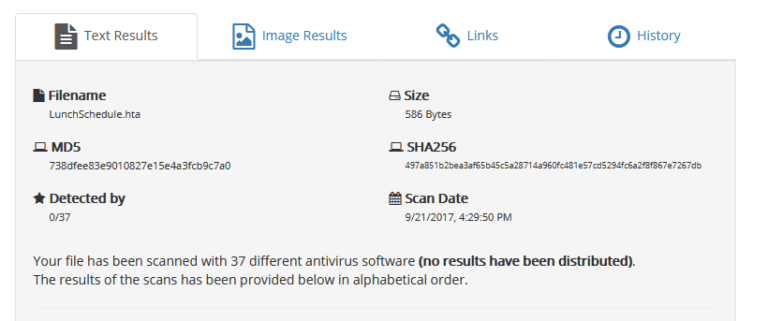 Text Results Image Results Links History
Filename
LunchSchedule.hta
Size
586 Bytes
MD5
738dfee83e9010827e15e4a3fcb9c7a0
SHA256
497a851b2bea3af65b45c5a28714a960fc481e57cd5294fc6a2f8f867e7267db
Detected by
0/37
Scan Date
9/21/2017, 4:29:50 PM
Your file has been scanned with 37 different antivirus software (no results have been distributed).
The results of the scans has been provided below in alphabetical order.